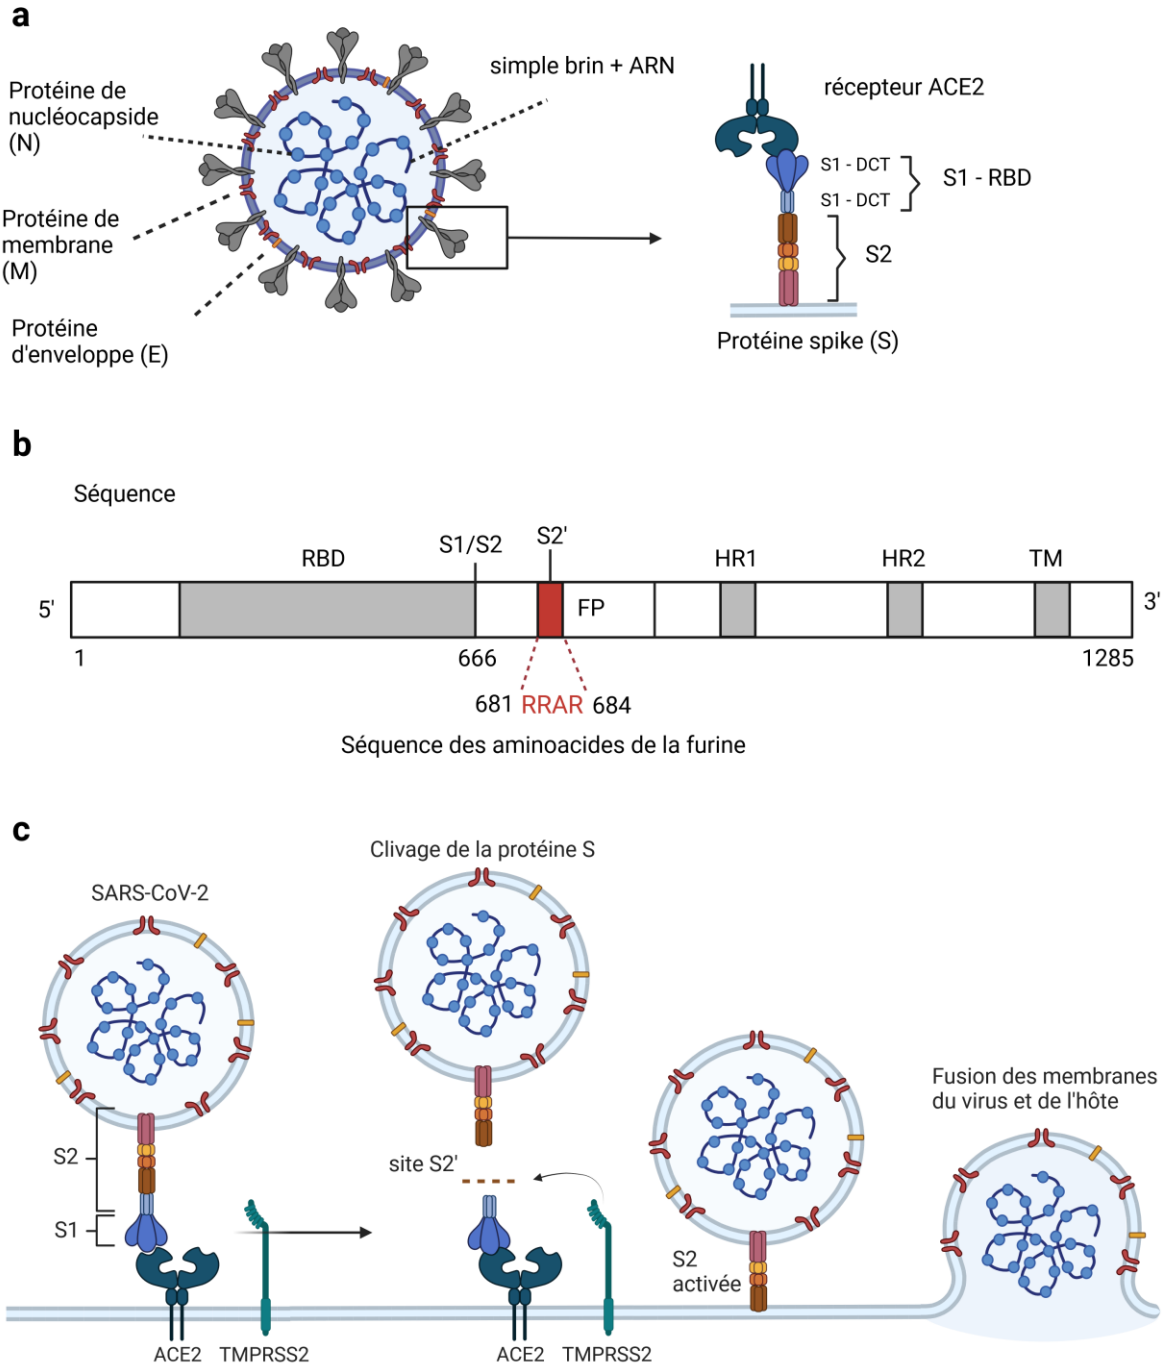 a
Protéine de
nucléocapside
(N)
simple brin + ARN
récepteur ACE2
S1 - DCT
S1 - DCT
S1 - RBD
Protéine de
membrane
(M)
S2
Protéine
d'enveloppe (E)
Protéine spike (S)
b
Séquence
RBD
S1/S2
S2'
HR1
HR2
TM
5'
FP
3'
1
666
1285
681 RRAR 684
Séquence des aminoacides de la furine
c
Clivage de la protéine S
SARS-CoV-2
Fusion des membranes
du virus et de l'hôte
S2
site S2'
S1
S2
activée
ACE2
TMPRSS2
ACE2
TMPRSS2